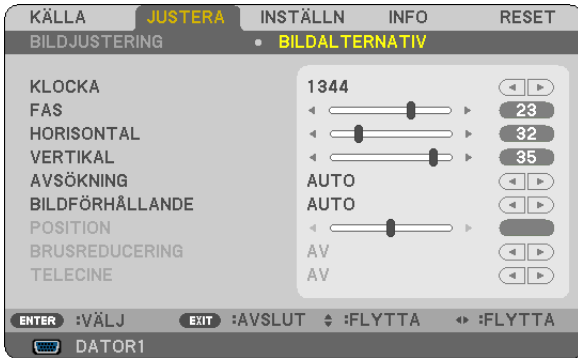 KÄLLA JUSTERA INSTÄLLN INFO RESET
BILDJUSTERING • BILDALTERNATIV
KLOCKA 1344
FAS 23
HORISONTAL 32
VERTIKAL 35
AVSÖKNING AUTO
BILDFÖRHÅLLANDE AUTO
POSITION
BRUSREDUCERING AV
TELECINE AV
ENTER :VÄLJ EXIT :AVSLUT :FLYTTA :FLYTTA
DATOR1